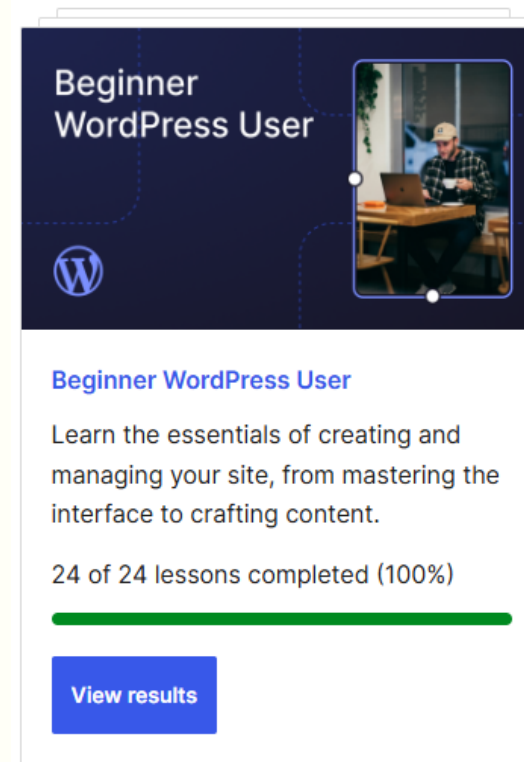 Beginner
WordPress User
Beginner WordPress User
Learn the essentials of creating and
managing your site, from mastering the
interface to crafting content.
24 of 24 lessons completed (100%)
View results